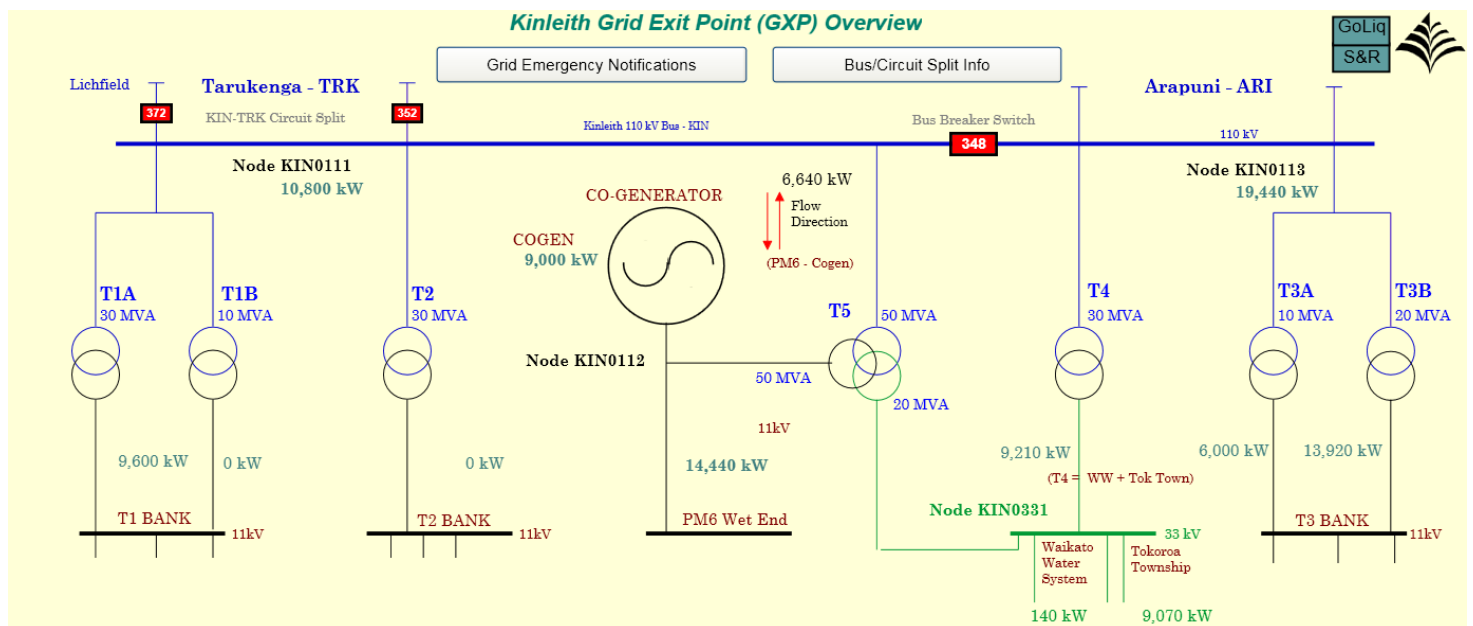 Kinleith Grid Exit Point (GXP) Overview
GoLiq
S&R
Grid Emergency Notifications
Bus/Circuit Split Info
Lichfield
Tarukenga - TRK
Arapuni - ARI
372
KIN-TRK Circuit Split
352
Kinleith 110 kV Bus - KIN
Bus Breaker Switch
348
110 kV
Node KIN0111
10,800 kW
6,640 kW
Node KIN0113
19,440 kW
CO-GENERATOR
Flow
Direction
COGEN
9,000 kW
(PM6 - Cogen)
T1A
30 MVA
T1B
10 MVA
T2
30 MVA
T5
50 MVA
T4
30 MVA
T3A
10 MVA
T3B
20 MVA
Node KIN0112
50 MVA
20 MVA
11kV
9,600 kW
0 kW
0 kW
14,440 kW
9,210 kW
(T4 = WW + Tok Town)
6,000 kW
13,920 kW
Node KIN0331
T1 BANK
11kV
T2 BANK
11kV
PM6 Wet End
33 kV
T3 BANK
11kV
Waikato
Water
System
Tokoroa
Township
140 kW
9,070 kW